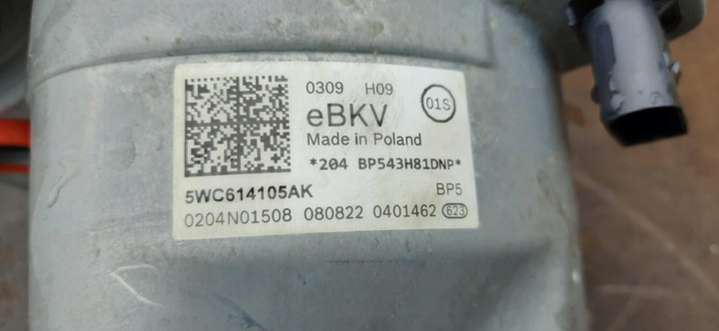 0309 H09
01S
eBKV
Made in Poland
*204 BP543H81DNP*
5WC614105AK BP5
0204N01508 080822 0401462 623